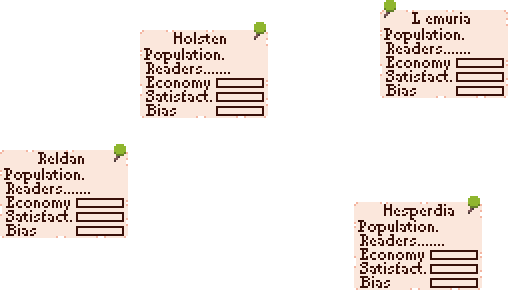 Holsten
Population.
Readers.......
Economy
Satisfact.
Bias
Lemuria
Population.
Readers.......
Economy
Satisfact.
Bias
Reldan
Population.
Readers.......
Economy
Satisfact.
Bias
Hesperdia
Population.
Readers.......
Economy
Satisfact.
Bias